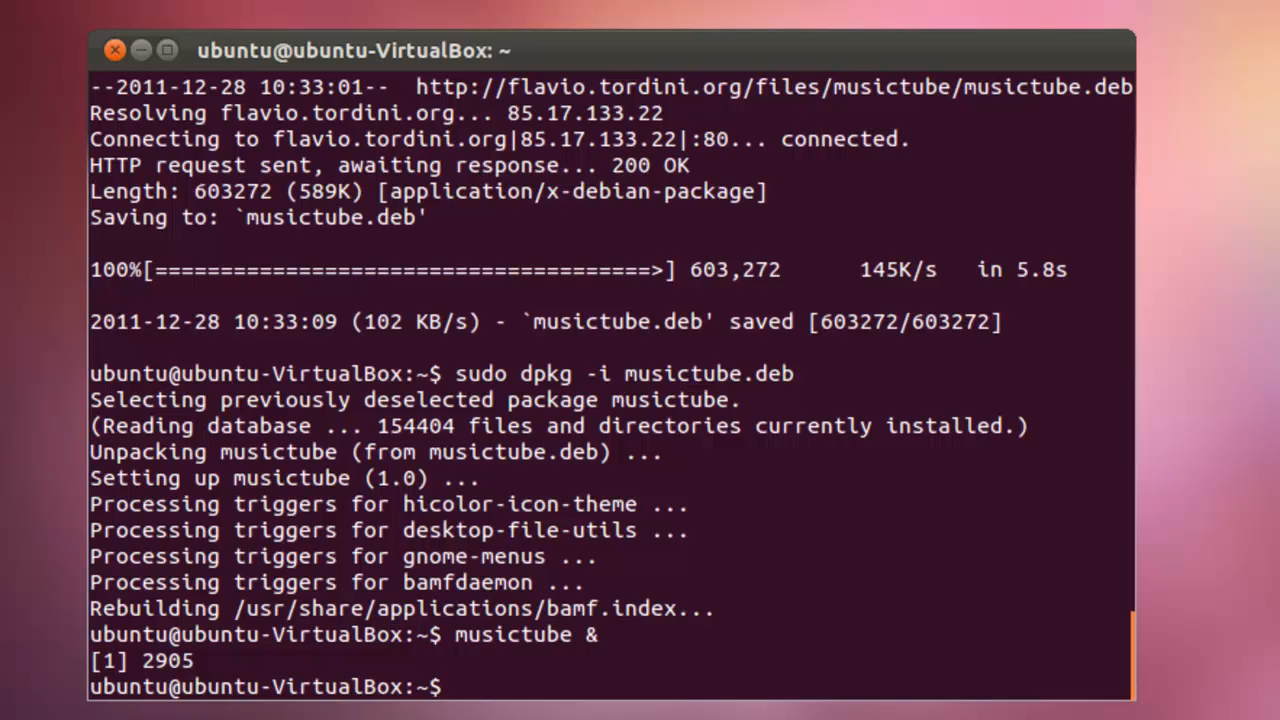 ubuntu@ubuntu-VirtualBox: ~
--2011-12-28 10:33:01--  http://flavio.tordini.org/files/musictube/musictube.deb
Resolving flavio.tordini.org... 85.17.133.22
Connecting to flavio.tordini.org|85.17.133.22|:80... connected.
HTTP request sent, awaiting response... 200 OK
Length: 603272 (589K) [application/x-debian-package]
Saving to: `musictube.deb'
100%[======================================>] 603,272      145K/s   in 5.8s
2011-12-28 10:33:09 (102 KB/s) - `musictube.deb' saved [603272/603272]
ubuntu@ubuntu-VirtualBox:~$ sudo dpkg -i musictube.deb
Selecting previously deselected package musictube.
(Reading database ... 154404 files and directories currently installed.)
Unpacking musictube (from musictube.deb) ...
Setting up musictube (1.0) ...
Processing triggers for hicolor-icon-theme ...
Processing triggers for desktop-file-utils ...
Processing triggers for gnome-menus ...
Processing triggers for bamfdaemon ...
Rebuilding /usr/share/applications/bamf.index...
ubuntu@ubuntu-VirtualBox:~$ musictube &
[1] 2905
ubuntu@ubuntu-VirtualBox:~$